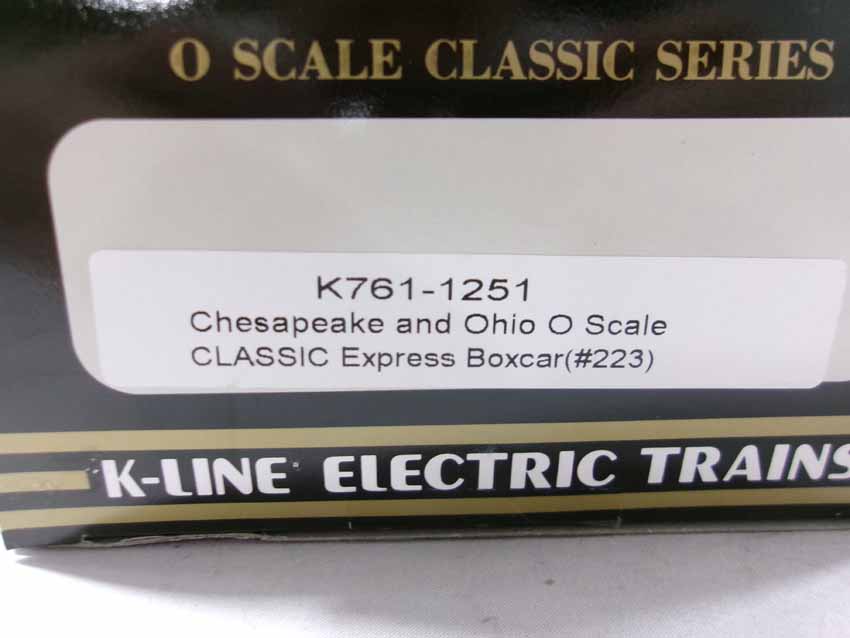 O SCALE CLASSIC SERIES
K761-1251
Chesapeake and Ohio O Scale
CLASSIC Express Boxcar(#223)
K-LINE ELECTRIC TRAINS